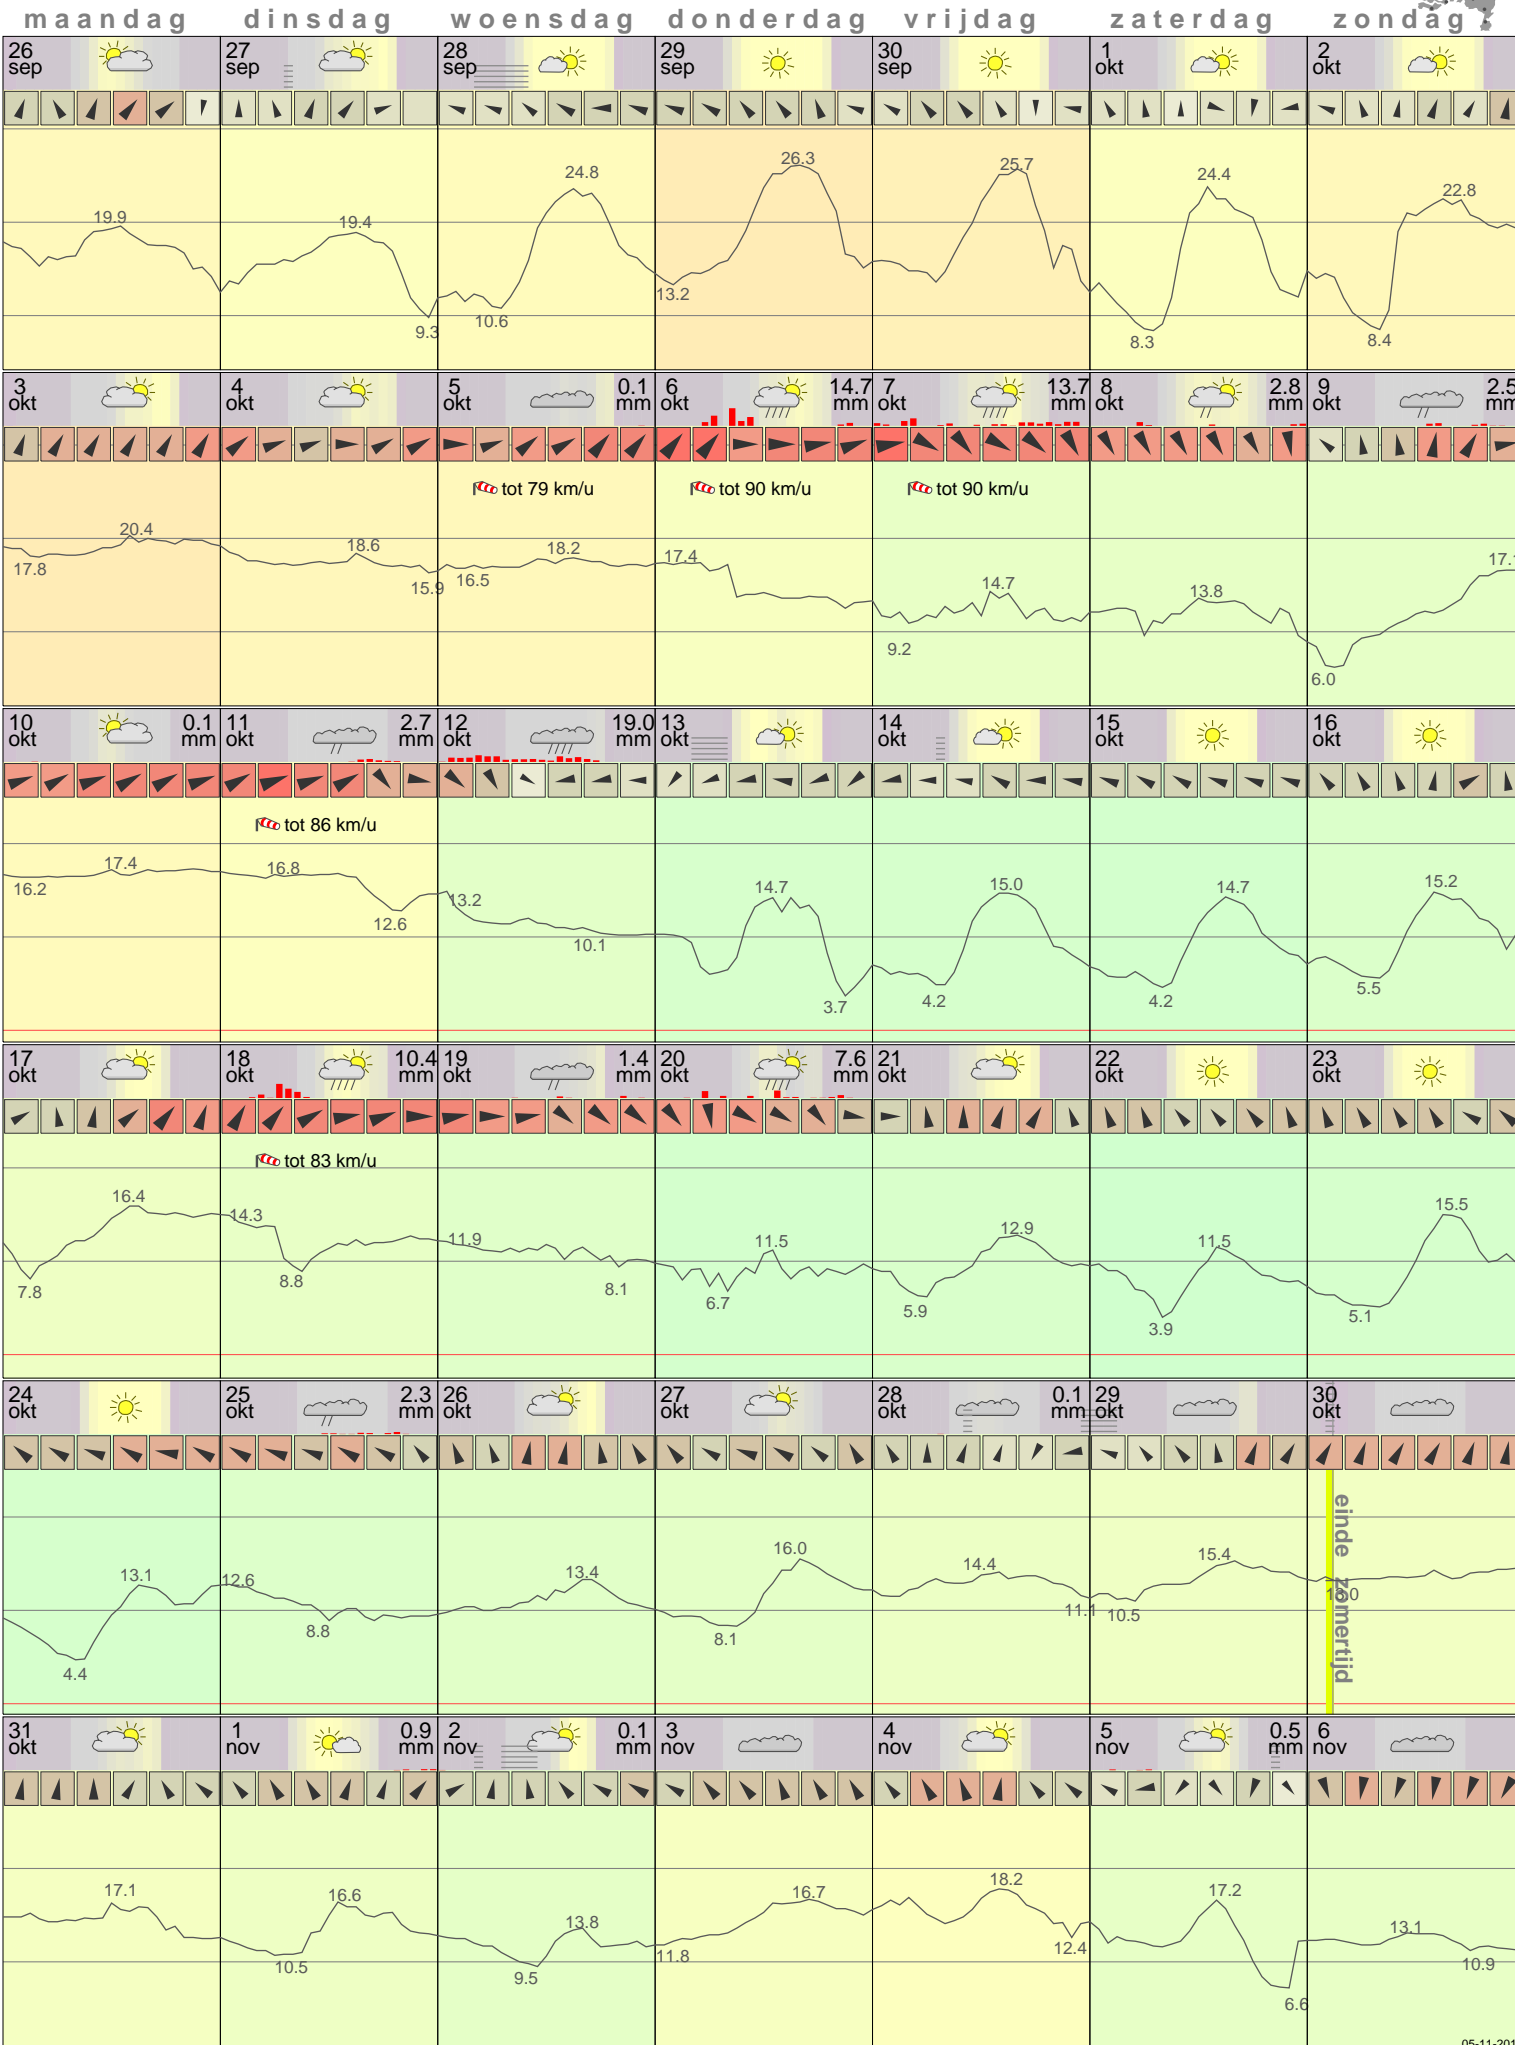 maandag dinsdag woensdag donderdag vrijdag zaterdag zondag
26 27 28 29 30 1 2
sep sep sep sep sep okt okt
19.9 19.4 24.8 26.3 25.7 24.4 22.8
9.3 10.6 13.2 8.3 8.4
3 4 5 0.1 6 14.7 7 13.7 8 2.8 9 2.5
okt okt okt mm okt mm okt mm okt mm okt mm
tot 79 km/u tot 90 km/u tot 90 km/u
20.4 18.6 18.2 17.4 14.7 13.8 17.1
17.8 15.9 16.5 9.2 6.0
10 0.1 11 2.7 12 19.0 13 14 15 16
okt mm okt mm okt mm okt okt okt okt
tot 86 km/u
17.4 16.8 13.2 14.7 15.0 14.7 15.2
16.2 12.6 10.1 3.7 4.2 4.2 5.5
17 18 10.4 19 1.4 20 7.6 21 22 23
okt okt mm okt mm okt mm okt okt okt
tot 83 km/u
16.4 14.3 11.9 11.5 12.9 11.5 15.5
7.8 8.8 8.1 6.7 5.9 3.9 5.1
24 25 2.3 26 27 28 0.1 29 30
okt okt mm okt okt okt mm okt okt
einde zomertijd
13.1 12.6 13.4 16.0 14.4 15.4
4.4 8.8 8.1 11.1 10.5
31 1 0.9 2 0.1 3 4 5 0.5 6
okt nov mm nov mm nov nov nov mm nov
17.1 16.6 13.8 16.7 18.2 17.2 13.1
10.5 9.5 11.8 12.4 6.6 10.9
05-11-201